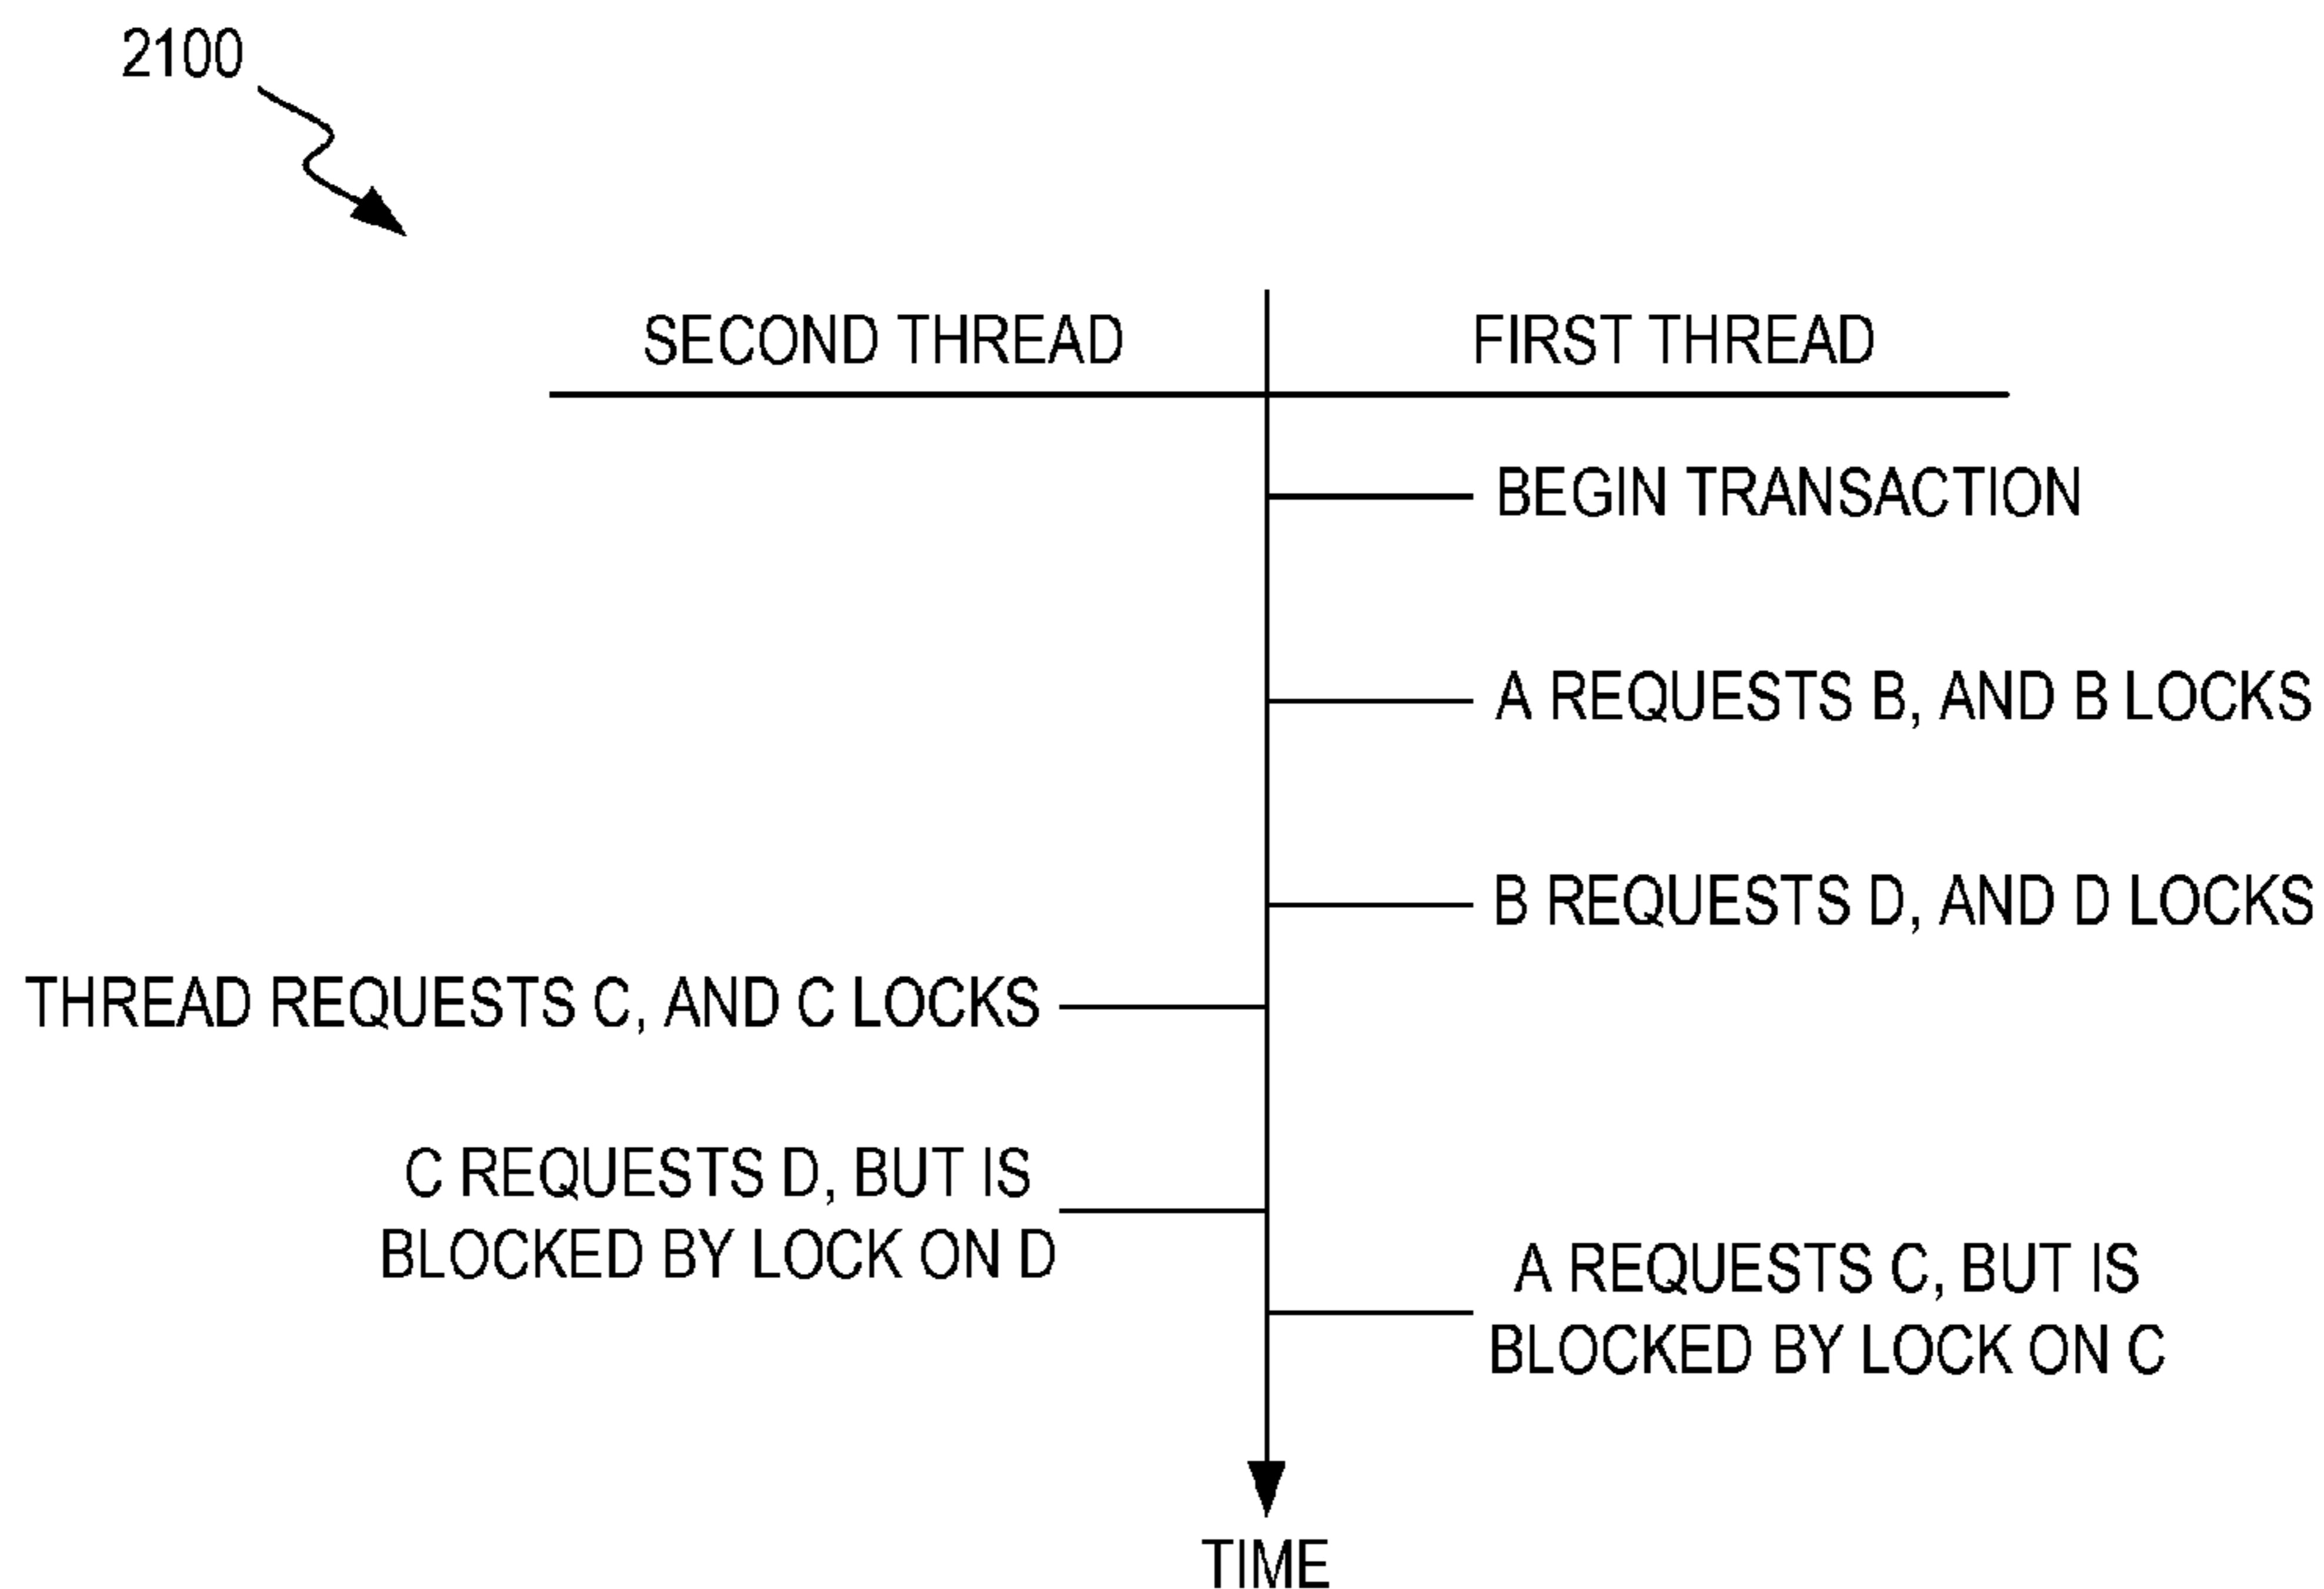 2100
SECOND THREAD
FIRST THREAD
BEGIN TRANSACTION
A REQUESTS B, AND B LOCKS
B REQUESTS D, AND D LOCKS
THREAD REQUESTS C, AND C LOCKS
C REQUESTS D, BUT IS
BLOCKED BY LOCK ON D
A REQUESTS C, BUT IS
BLOCKED BY LOCK ON C
TIME